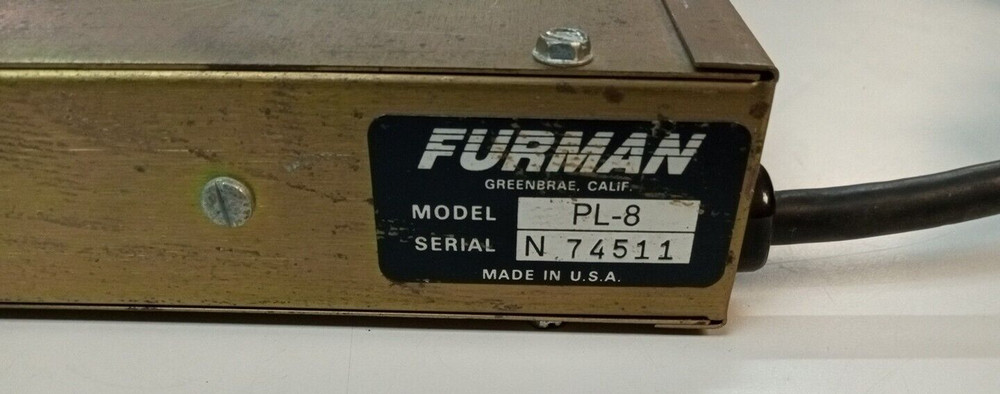 FURMAN
GREENBRAE, CALIF.
MODEL PL-8
SERIAL N 74511
MADE IN U.S.A.